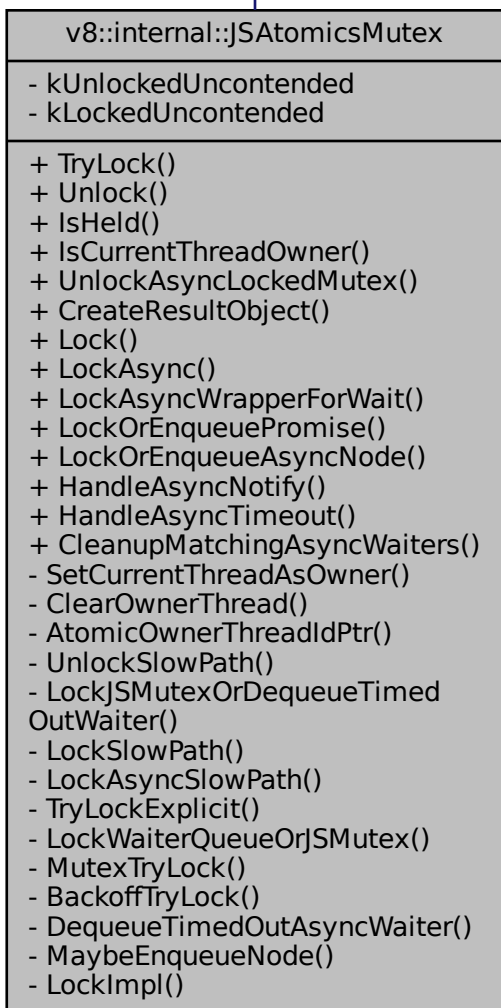 v8::internal::JSAtomicsMutex
- kUnlockedUncontended
- kLockedUncontended
+ TryLock()
+ Unlock()
+ IsHeld()
+ IsCurrentThreadOwner()
+ UnlockAsyncLockedMutex()
+ CreateResultObject()
+ Lock()
+ LockAsync()
+ LockAsyncWrapperForWait()
+ LockOrEnqueuePromise()
+ LockOrEnqueueAsyncNode()
+ HandleAsyncNotify()
+ HandleAsyncTimeout()
+ CleanupMatchingAsyncWaiters()
- SetCurrentThreadAsOwner()
- ClearOwnerThread()
- AtomicOwnerThreadIdPtr()
- UnlockSlowPath()
- LockJSMutexOrDequeueTimed
OutWaiter()
- LockSlowPath()
- LockAsyncSlowPath()
- TryLockExplicit()
- LockWaiterQueueOrJSMutex()
- MutexTryLock()
- BackoffTryLock()
- DequeueTimedOutAsyncWaiter()
- MaybeEnqueueNode()
- LockImpl()